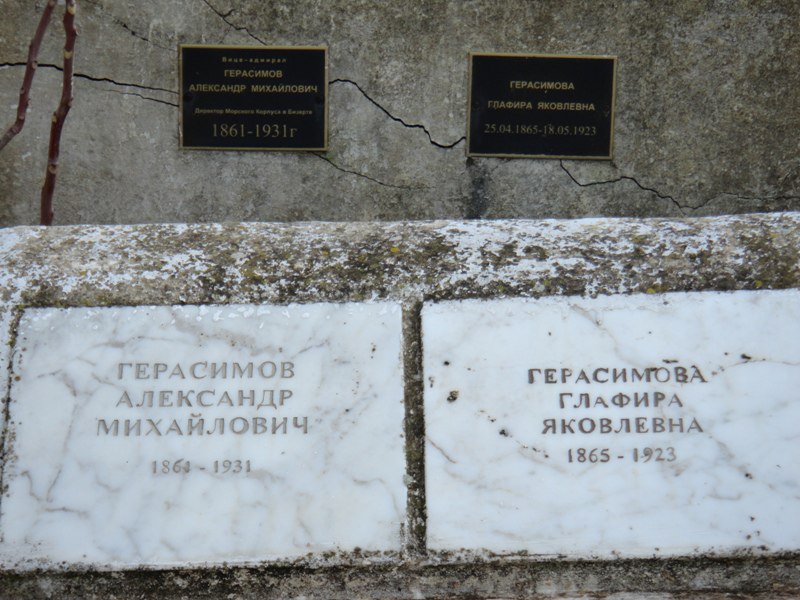 Вице-адмирал
ГЕРАСИМОВ
АЛЕКСАНДР МИХАЙЛОВИЧ
Директор Морского Корпуса в Бизерте
1861-1931г
ГЕРАСИМОВА
ГЛАФИРА ЯКОВЛЕВНА
25.04.1865-18.05.1923
ГЕРАСИМОВ
АЛЕКСАНДР
МИХАЙЛОВИЧ
1861 - 1931
ГЕРАСИМОВА
ГЛАФИРА
ЯКОВЛЕВНА
1865 - 1923